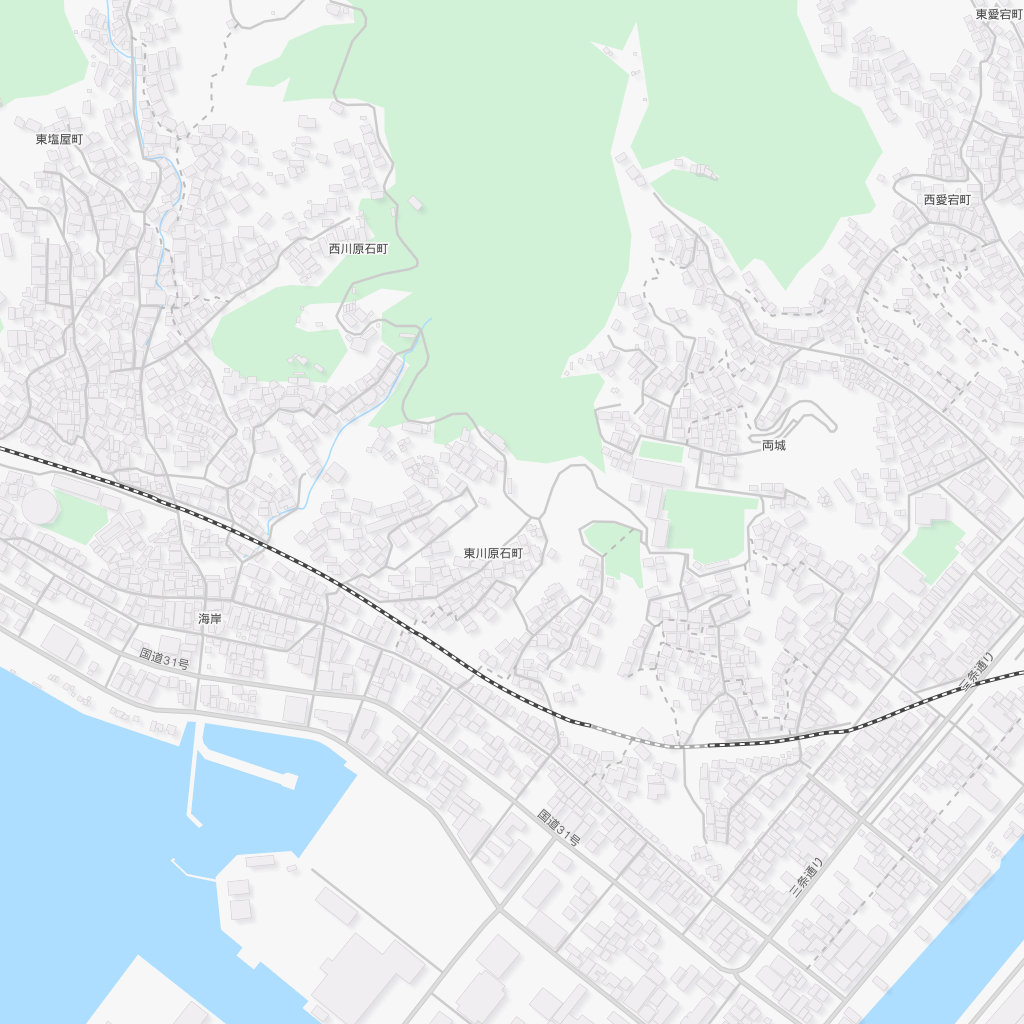 東愛宕町
東塩屋町
西愛宕町
西川原石町
両城
東川原石町
海岸
国道31号
三条通り
国道31号
三条通り